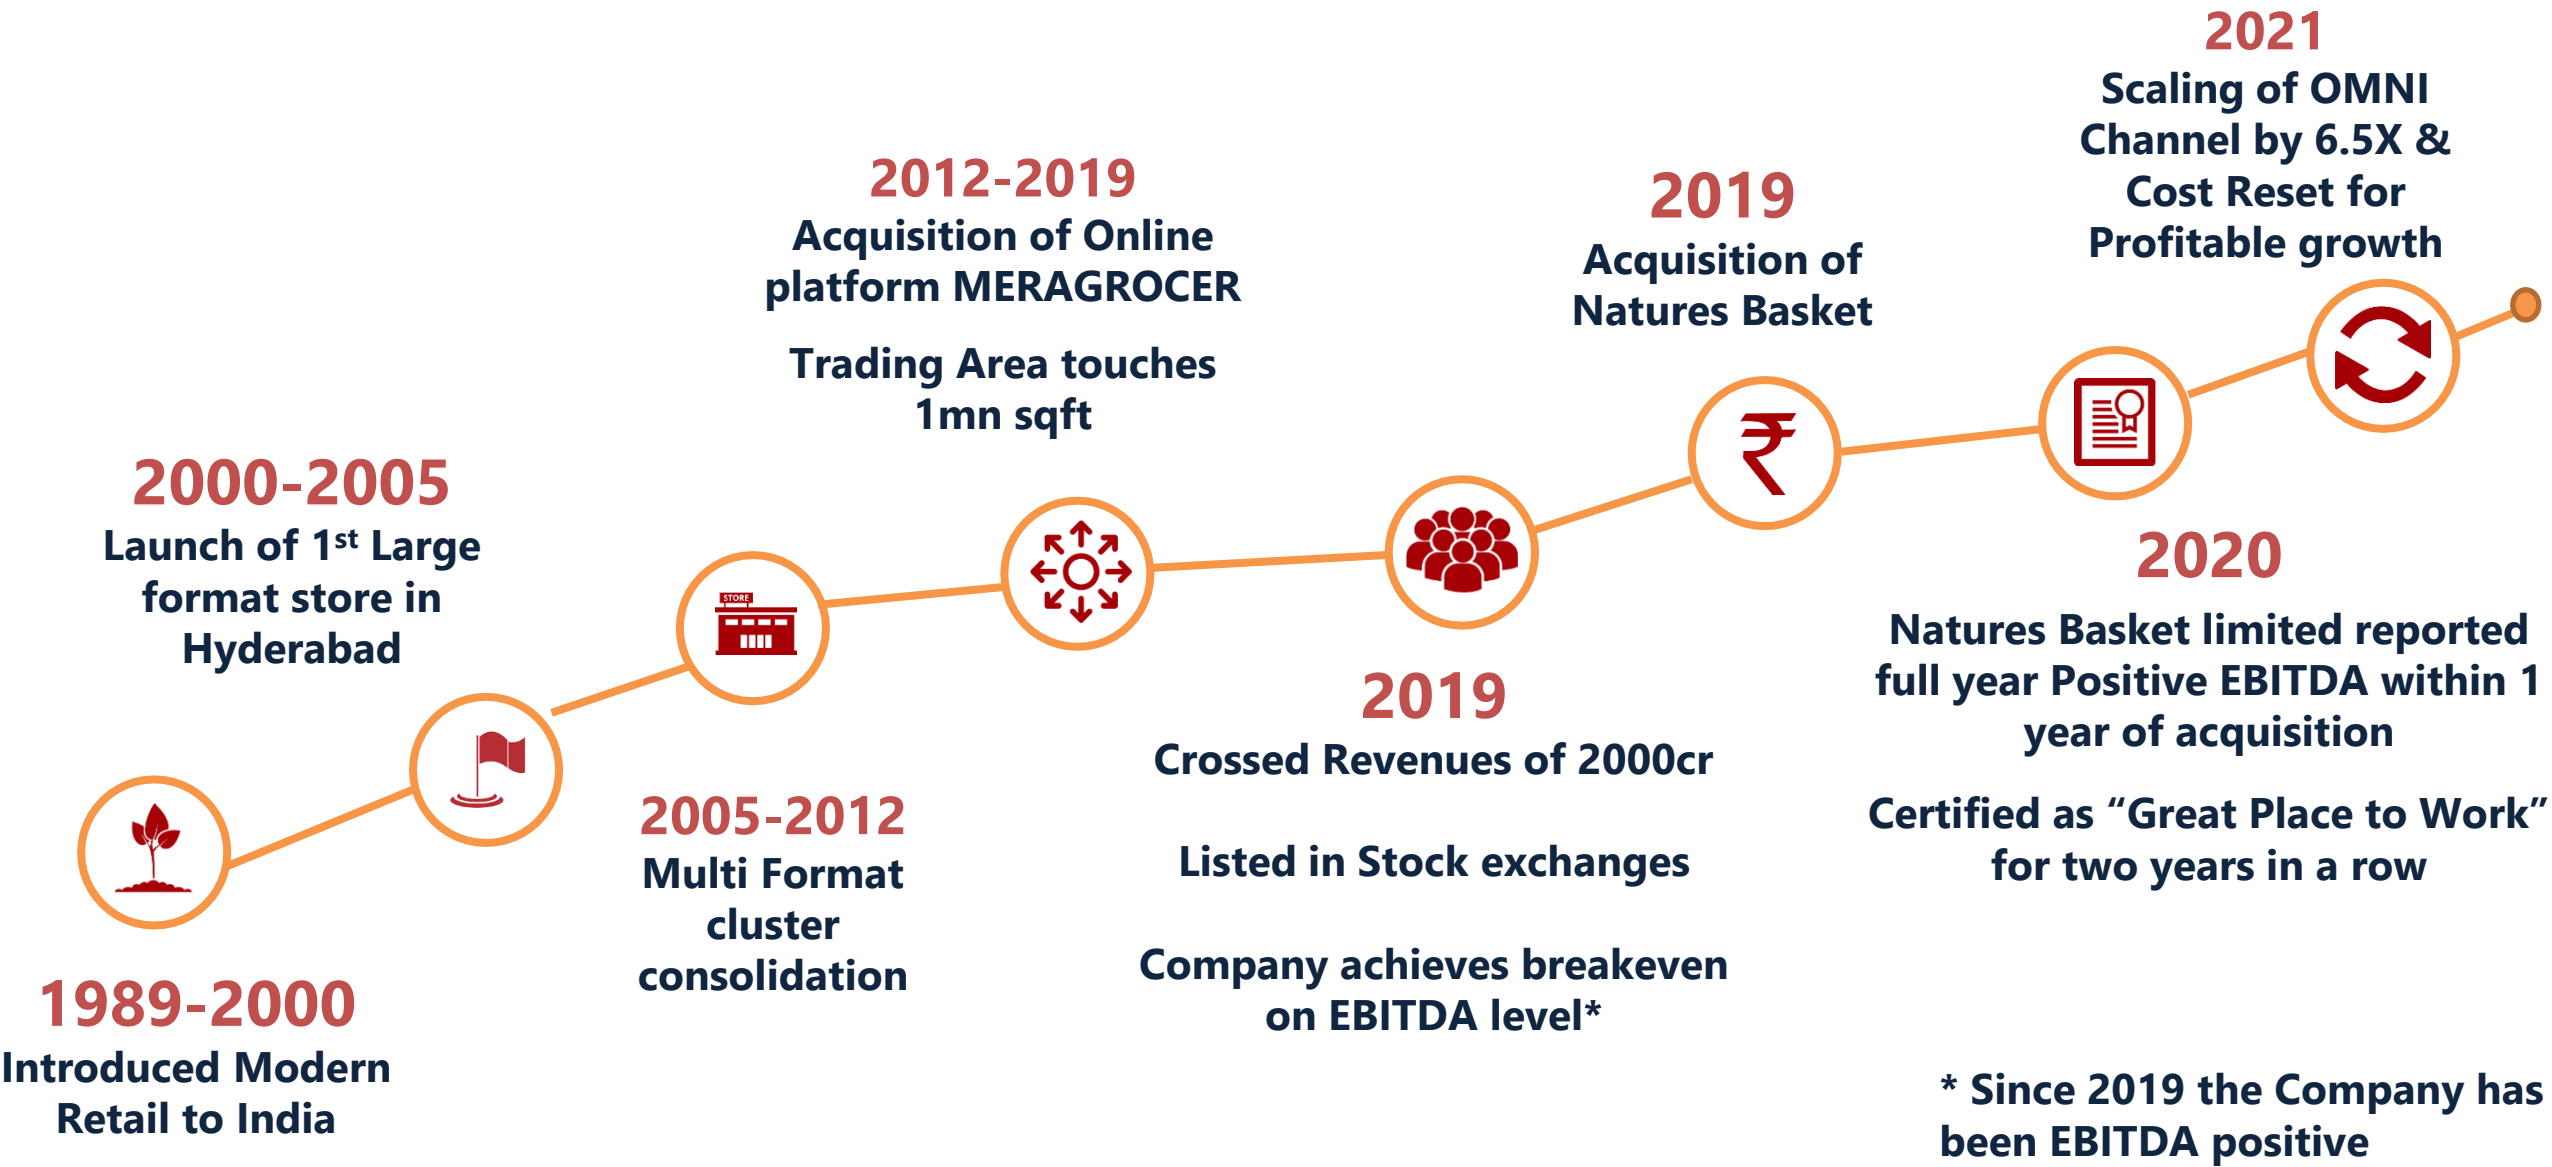 1989-2000
Introduced Modern
Retail to India
2000-2005
Launch of 1st Large
format store in
Hyderabad
STORE
2005-2012
Multi Format
cluster
consolidation
2012-2019
Acquisition of Online
platform MERAGROCER
Trading Area touches
1mn sqft
2019
Crossed Revenues of 2000cr
Listed in Stock exchanges
Company achieves breakeven
on EBITDA level*
2019
Acquisition of
Natures Basket
₹
2020
Natures Basket limited reported
full year Positive EBITDA within 1
year of acquisition
Certified as “Great Place to Work”
for two years in a row
2021
Scaling of OMNI
Channel by 6.5X &
Cost Reset for
Profitable growth
* Since 2019 the Company has
been EBITDA positive